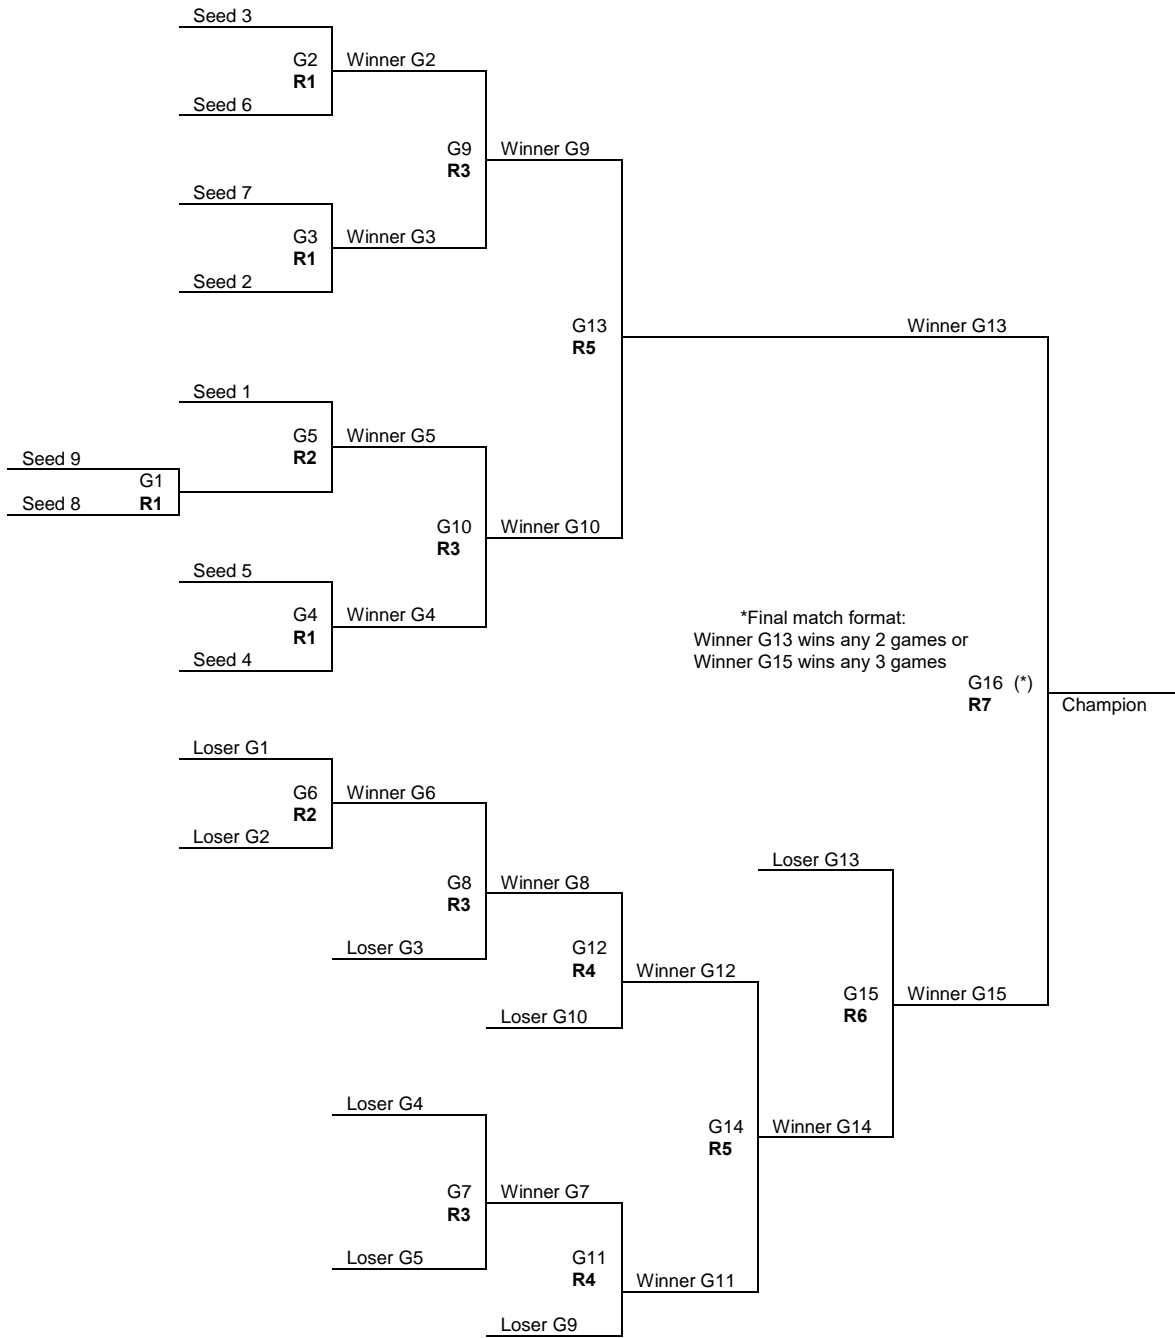 Seed 3
G2 Winner G2
R1
Seed 6
G9 Winner G9
R3
Seed 7
G3 Winner G3
R1
Seed 2
G13 Winner G13
R5
Seed 1
G5 Winner G5
R2
Seed 9
G1
Seed 8 R1
G10 Winner G10
R3
Seed 5
G4 Winner G4
R1
Seed 4
*Final match format:
Winner G13 wins any 2 games or
Winner G15 wins any 3 games
G16 (*)
R7 Champion
Loser G1
G6 Winner G6
R2
Loser G2
Loser G13
G8 Winner G8
R3
Loser G3
G12
R4 Winner G12
Loser G10
G15 Winner G15
R6
Loser G4
G14 Winner G14
R5
G7 Winner G7
R3
Loser G5
G11
R4 Winner G11
Loser G9